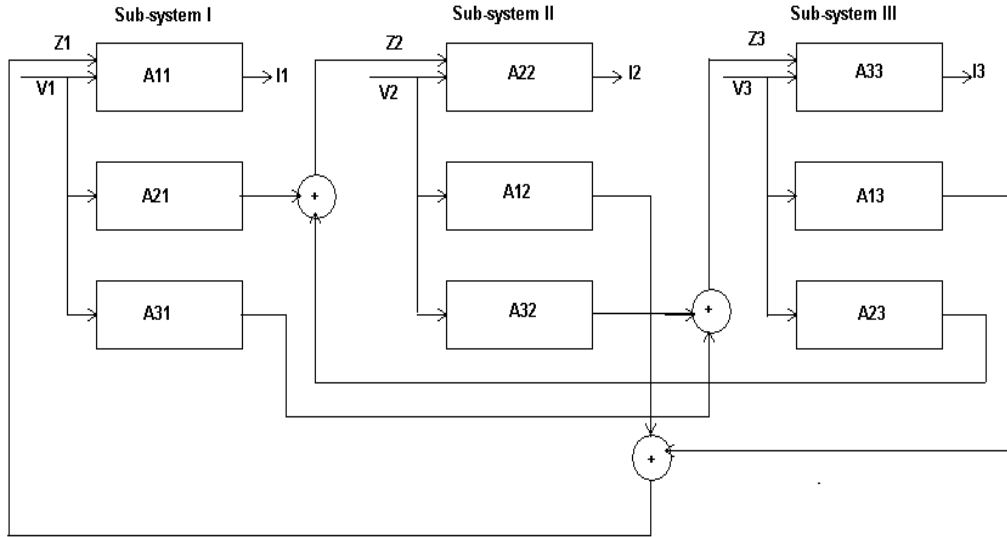 Sub-system I
Sub-system II
Sub-system III
Z1
Z2
Z3
A11
I1
A22
I2
A33
I3
V1
V2
V3
A21
+
A12
A13
A31
A32
+
A23
+